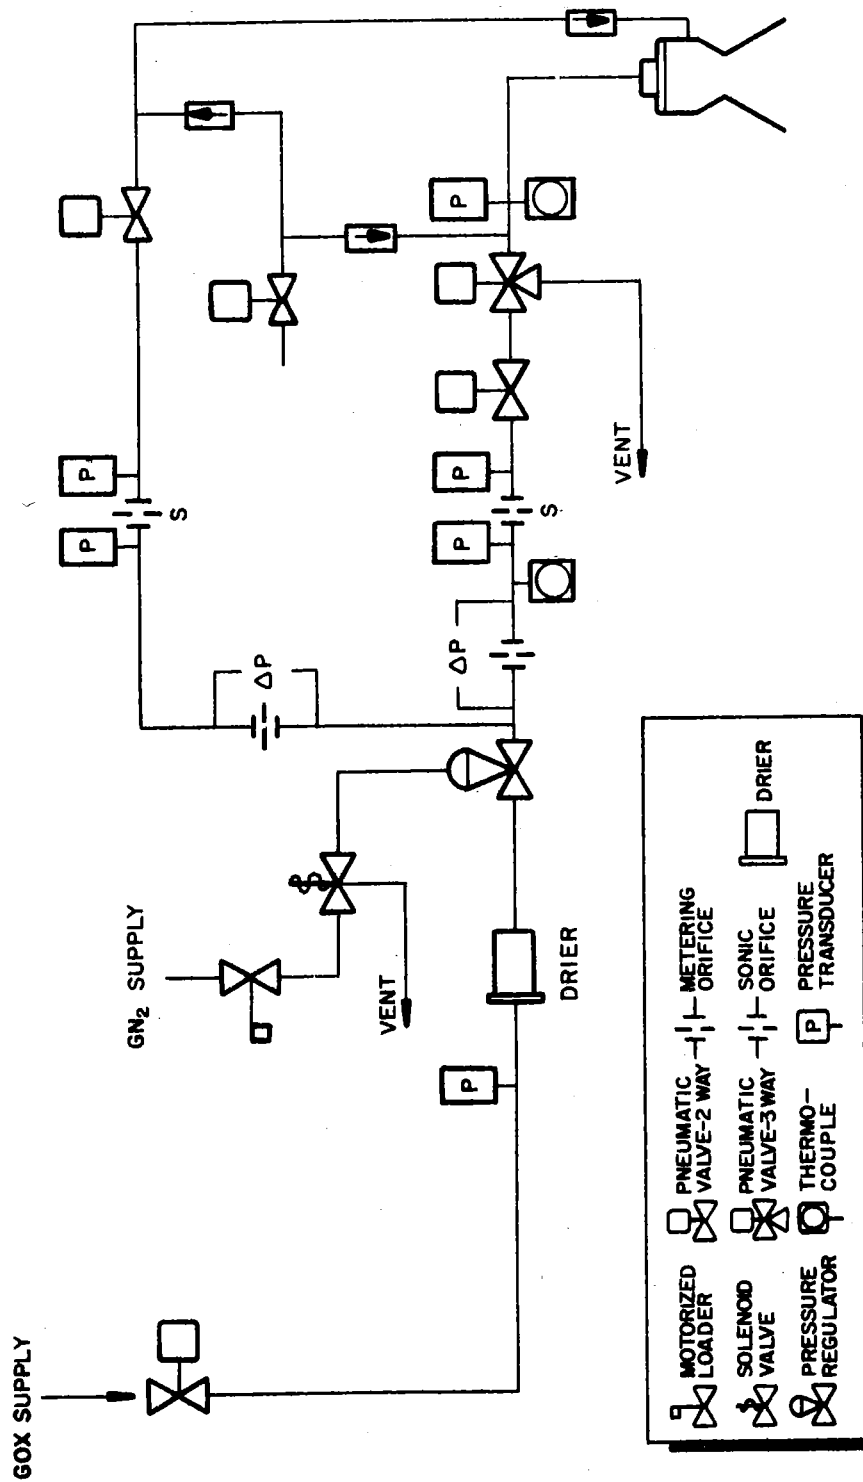 GOX SUPPLY
GN₂ SUPPLY
VENT
P
DRIER
ΔP
ΔP
P
P
S
P
P
S
P
VENT
MOTORIZED
LOADER
PNEUMATIC
VALVE-2 WAY
METERING
ORIFICE
SOLENOID
VALVE
PNEUMATIC
VALVE-3 WAY
SONIC
ORIFICE
DRIER
PRESSURE
REGULATOR
THERMO-
COUPLE
P
PRESSURE
TRANSDUCER